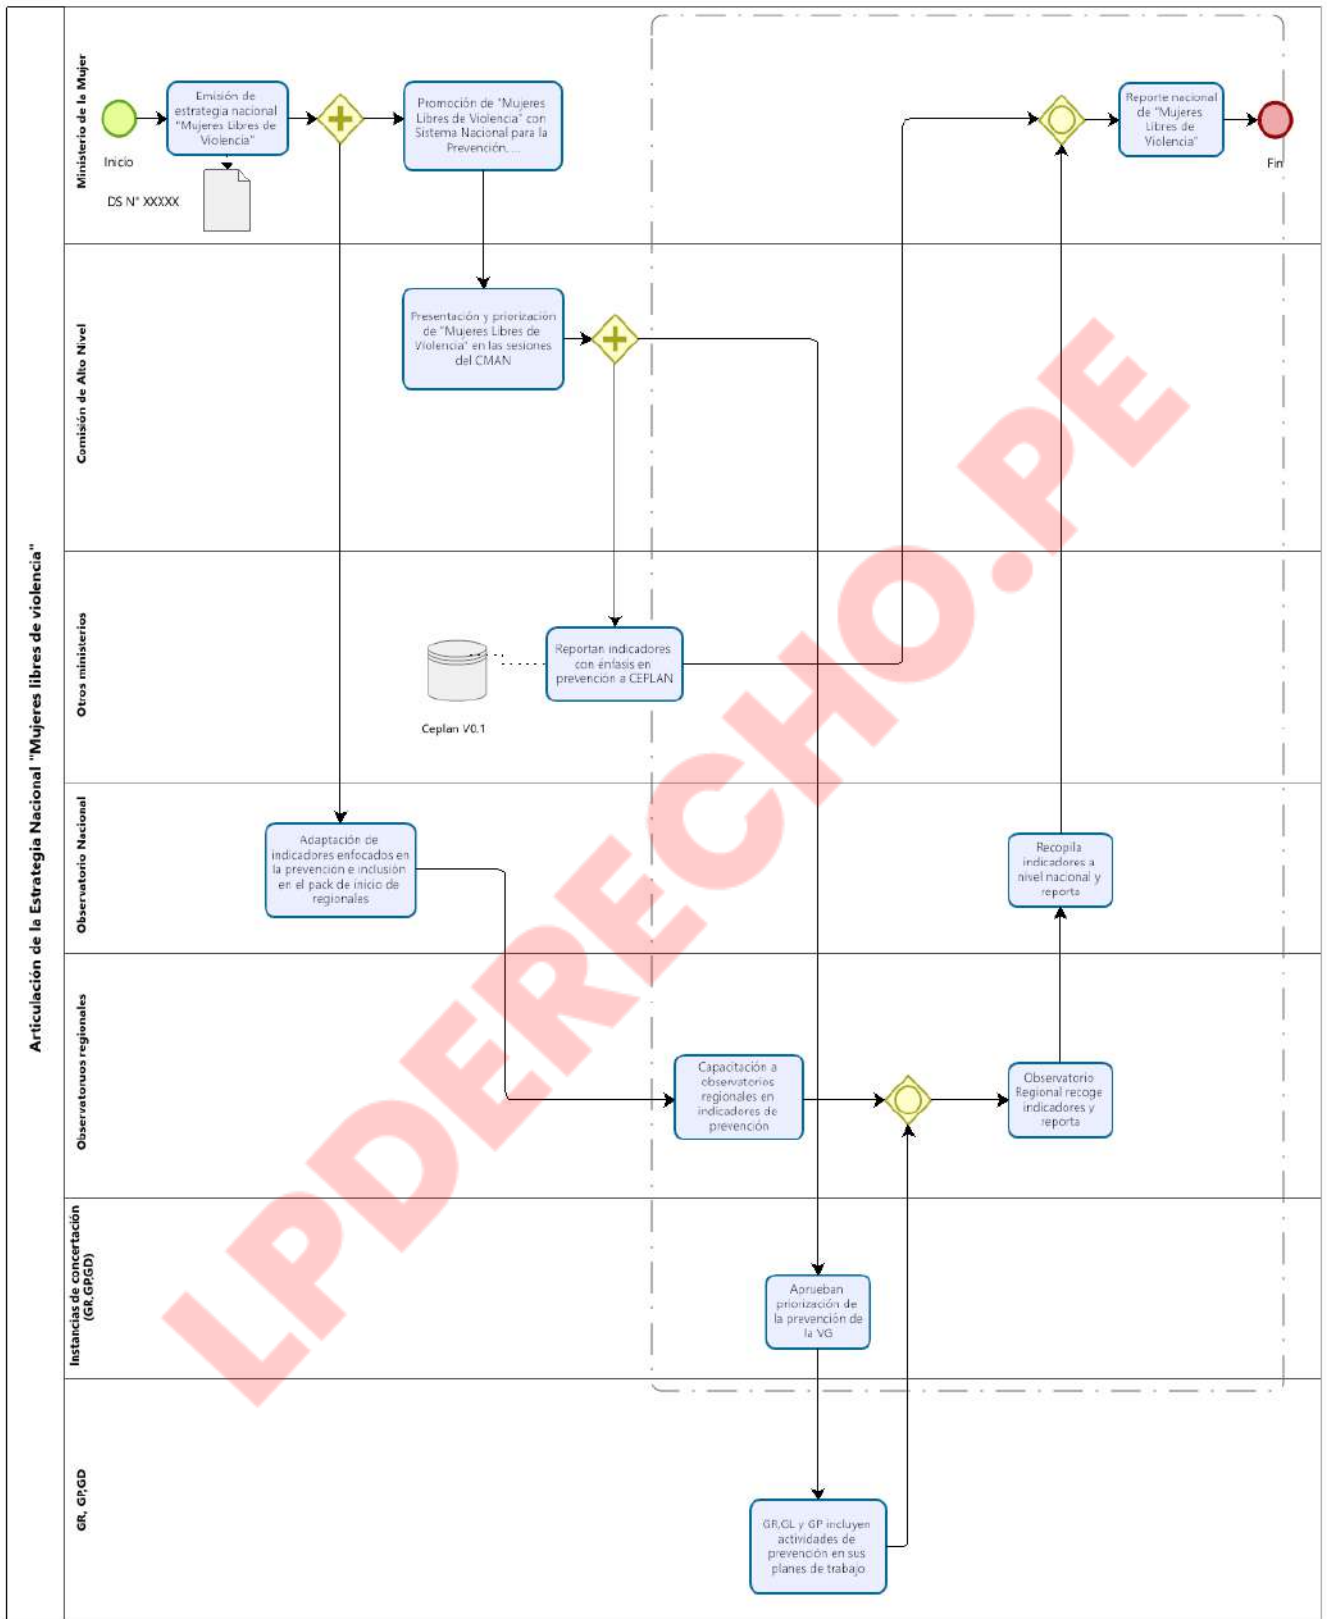 Articulación de la Estrategia Nacional "Mujeres libres de violencia"
Ministerio de la Mujer
Inicio
Emisión de
estrategia nacional
"Mujeres Libres de
Violencia"
DS N° XXXXX
Promoción de "Mujeres
Libres de Violencia" con
Sistema Nacional para la
Prevención, ...
Reporte nacional
de "Mujeres
Libres de
Violencia"
Fin
Comisión de Alto Nivel
Presentación y priorización
de "Mujeres Libres de
Violencia" en las sesiones
del CMAN
Otros ministerios
Ceplan V0.1
Reportan indicadores
con énfasis en
prevención a CEPLAN
Observatorio Nacional
Adaptación de
indicadores enfocados en
la prevención e inclusión
en el pack de inicio de
regionales
Recopila
indicadores a
nivel nacional y
reporta
Observatoruos regionales
Capacitación a
observatorios
regionales en
indicadores de
prevención
Observatorio
Regional recoge
indicadores y
reporta
Instancias de concertación
(GR,GP,GD)
Aprueban
priorización de
la prevención de
la VG
GR, GP,GD
GR,GL y GP incluyen
actividades de
prevención en sus
planes de trabajo
LPDERECHO.PE